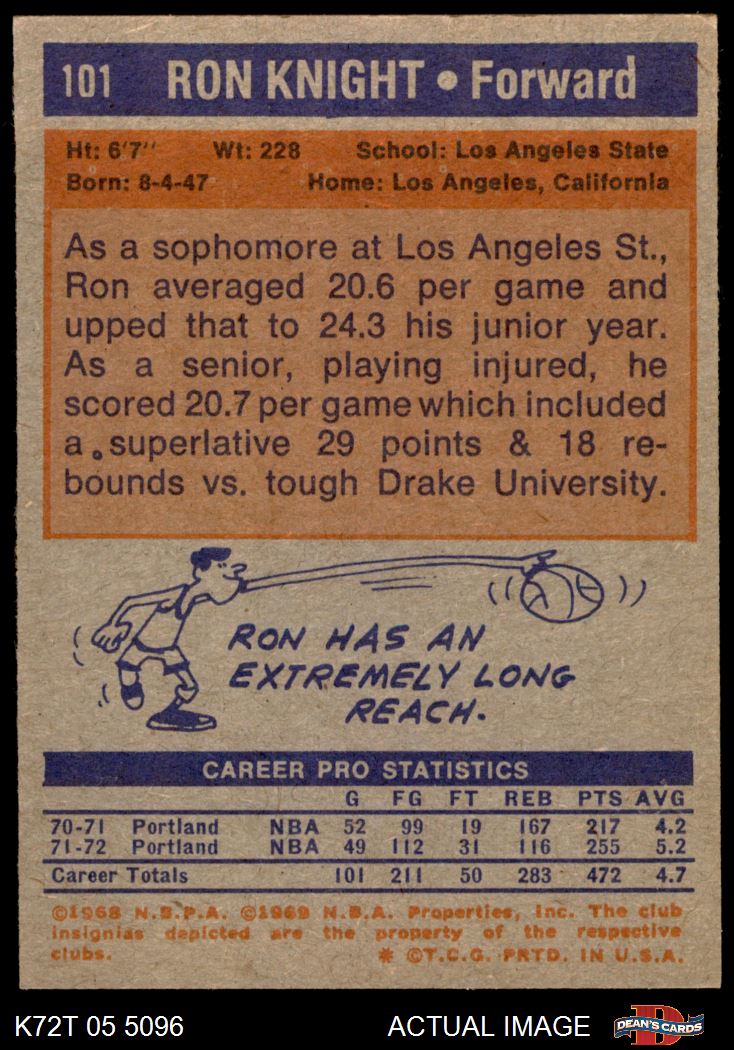 101 RON KNIGHT • Forward
Ht: 6'7" Wt: 228 School: Los Angeles State
Born: 8-4-47 Home: Los Angeles, California
As a sophomore at Los Angeles St.,
Ron averaged 20.6 per game and
upped that to 24.3 his junior year.
As a senior, playing injured, he
scored 20.7 per game which included
a superlative 29 points & 18 re-
bounds vs. tough Drake University.
RON HAS AN
EXTREMELY LONG
REACH.
CAREER PRO STATISTICS
G FG FT REB PTS AVG
70-71 Portland NBA 52 99 19 167 217 4.2
71-72 Portland NBA 49 112 31 116 255 5.2
Career Totals 101 211 50 283 472 4.7
©1968 N.B.P.A. ©1969 N.B.A. Properties, Inc. The club
insignias depicted are the property of the respective
clubs. * ©T.C.G. PRTD. IN U.S.A.
K72T 05 5096 ACTUAL IMAGE D DEAN'S CARDS